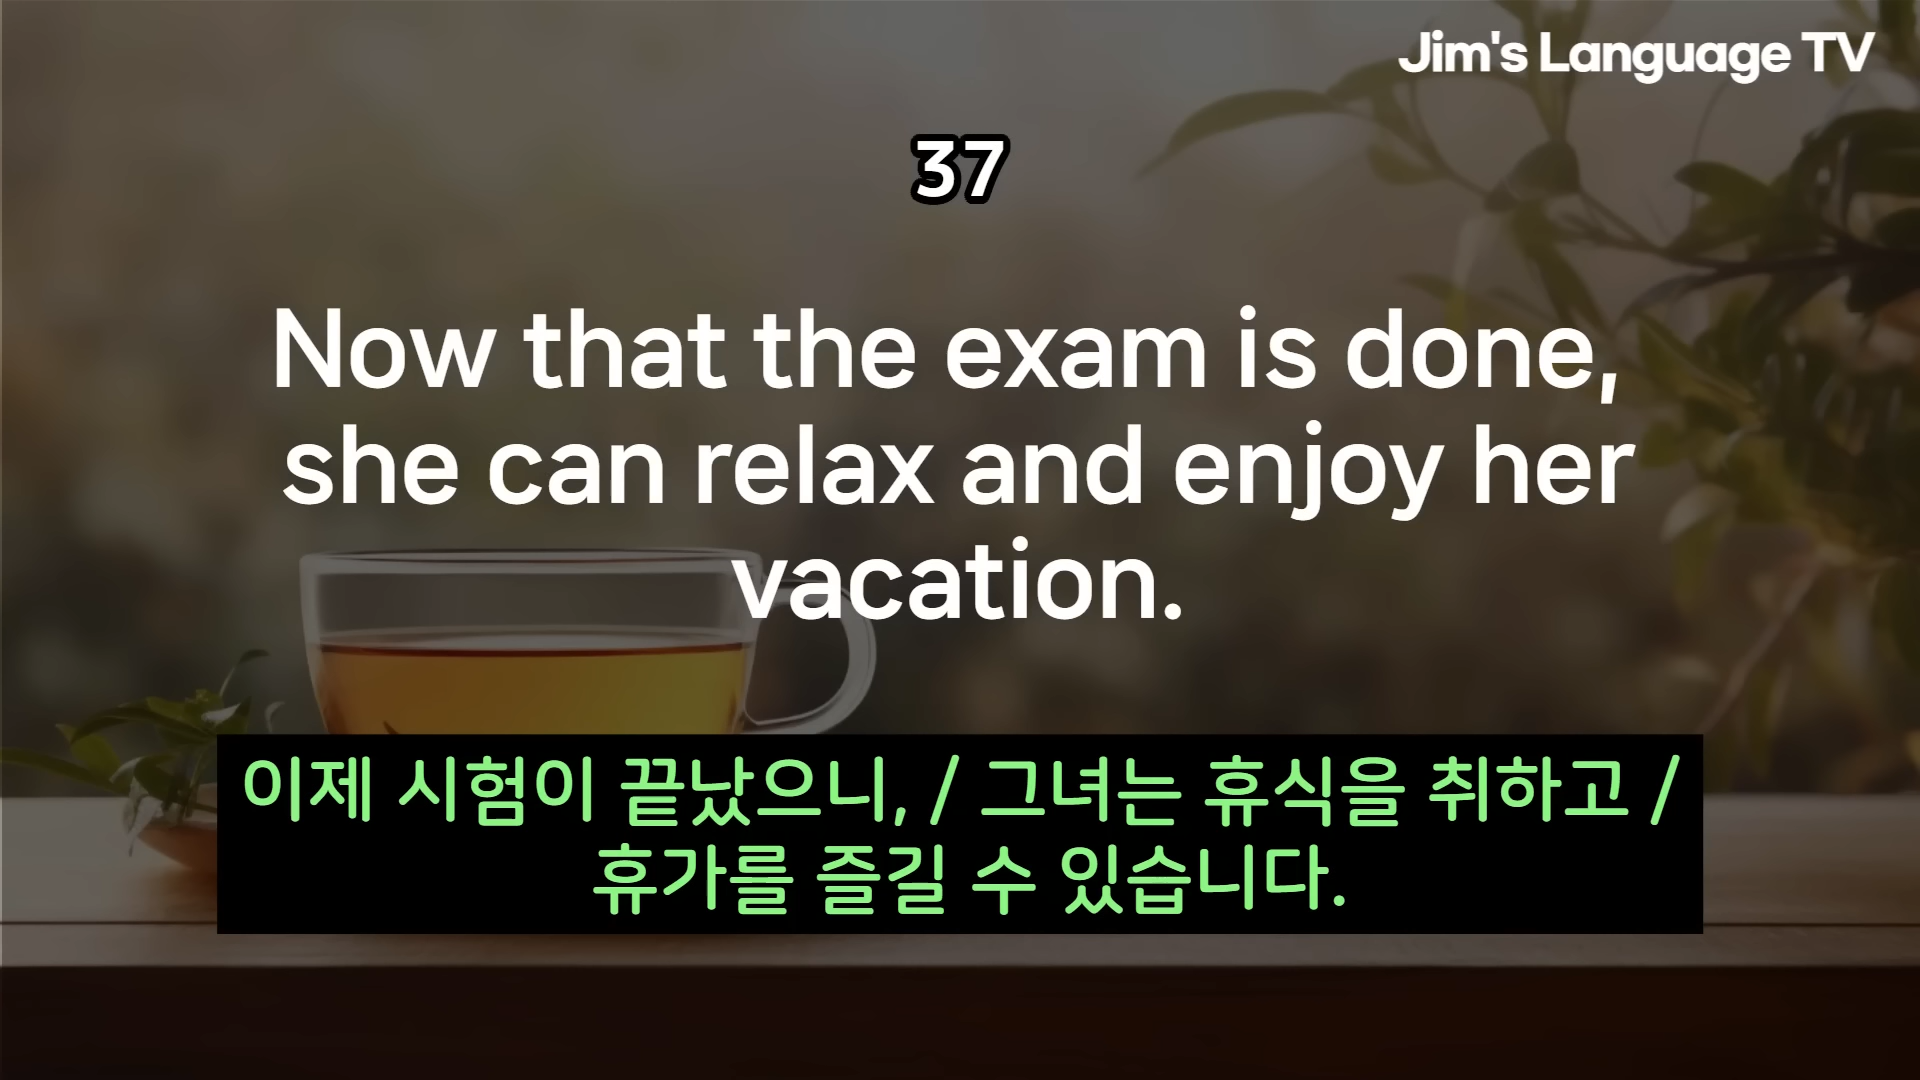 Jim's Language TV
37
Now that the exam is done,
she can relax and enjoy her
vacation.
이제 시험이 끝났으니, / 그녀는 휴식을 취하고 /
휴가를 즐길 수 있습니다.